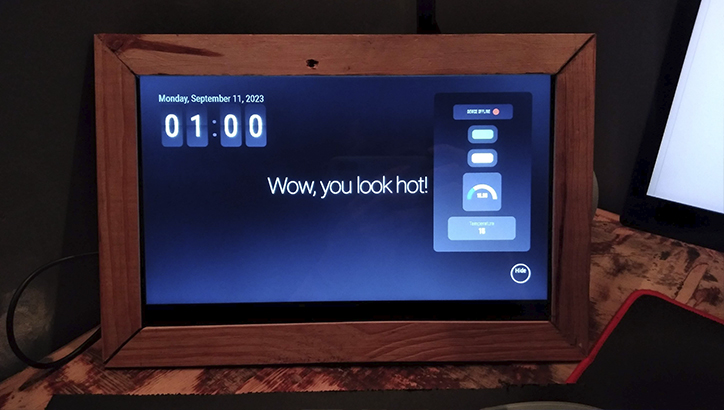 Monday, September 11, 2023
01:00
Wow, you look hot!
DEVICE OFFLINE
Temperature
Hide